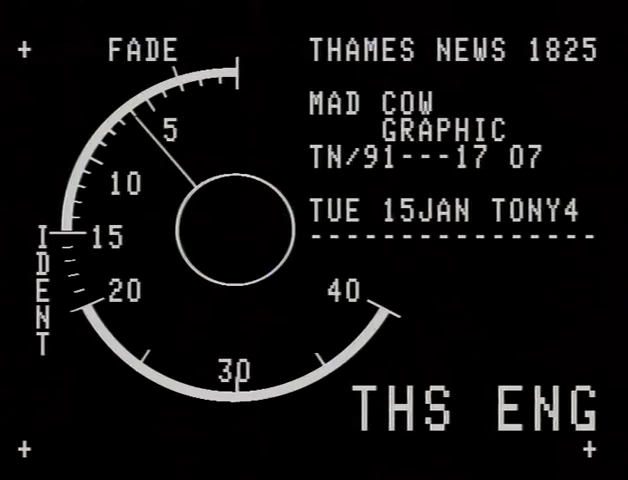 FADE
THAMES NEWS 1825
MAD COW
GRAPHIC
TN/91---17 07
TUE 15JAN TONY4
----------------
5
10
15
20
30
40
IDENT
THS ENG